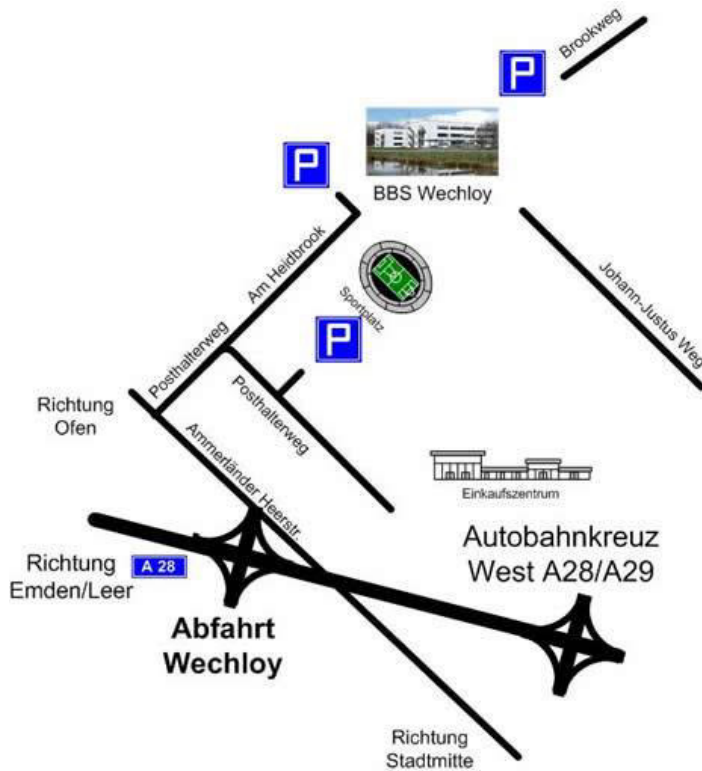 Brookweg
P
P
BBS Wechloy
Am Heidbrook
Sportplatz
Johann-Justus Weg
P
Posthalterweg
Posthalterweg
Richtung
Ofen
Ammerländer Heerstr.
Einkaufszentrum
Autobahnkreuz
West A28/A29
Richtung
Emden/Leer
A 28
Abfahrt
Wechloy
Richtung
Stadtmitte